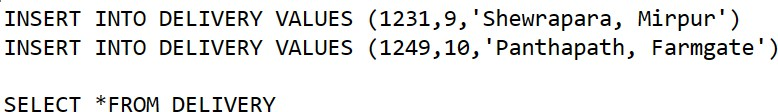 INSERT INTO DELIVERY VALUES (1231,9,'Shewrapara, Mirpur')
INSERT INTO DELIVERY VALUES (1249,10,'Panthapath, Farmgate')
SELECT *FROM DELIVERY